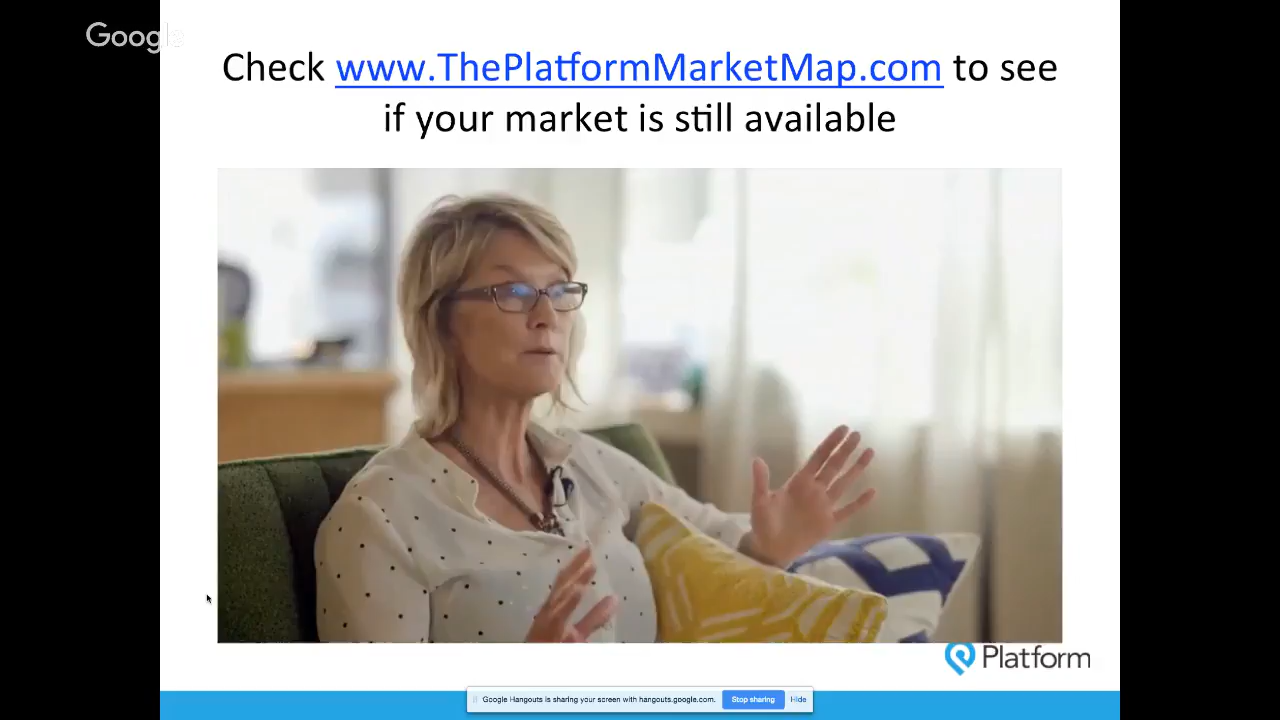 Google
Check www.ThePlatformMarketMap.com to see
if your market is still available
Platform
Google Hangouts is sharing your screen with hangouts.google.com.
Stop sharing
Hide